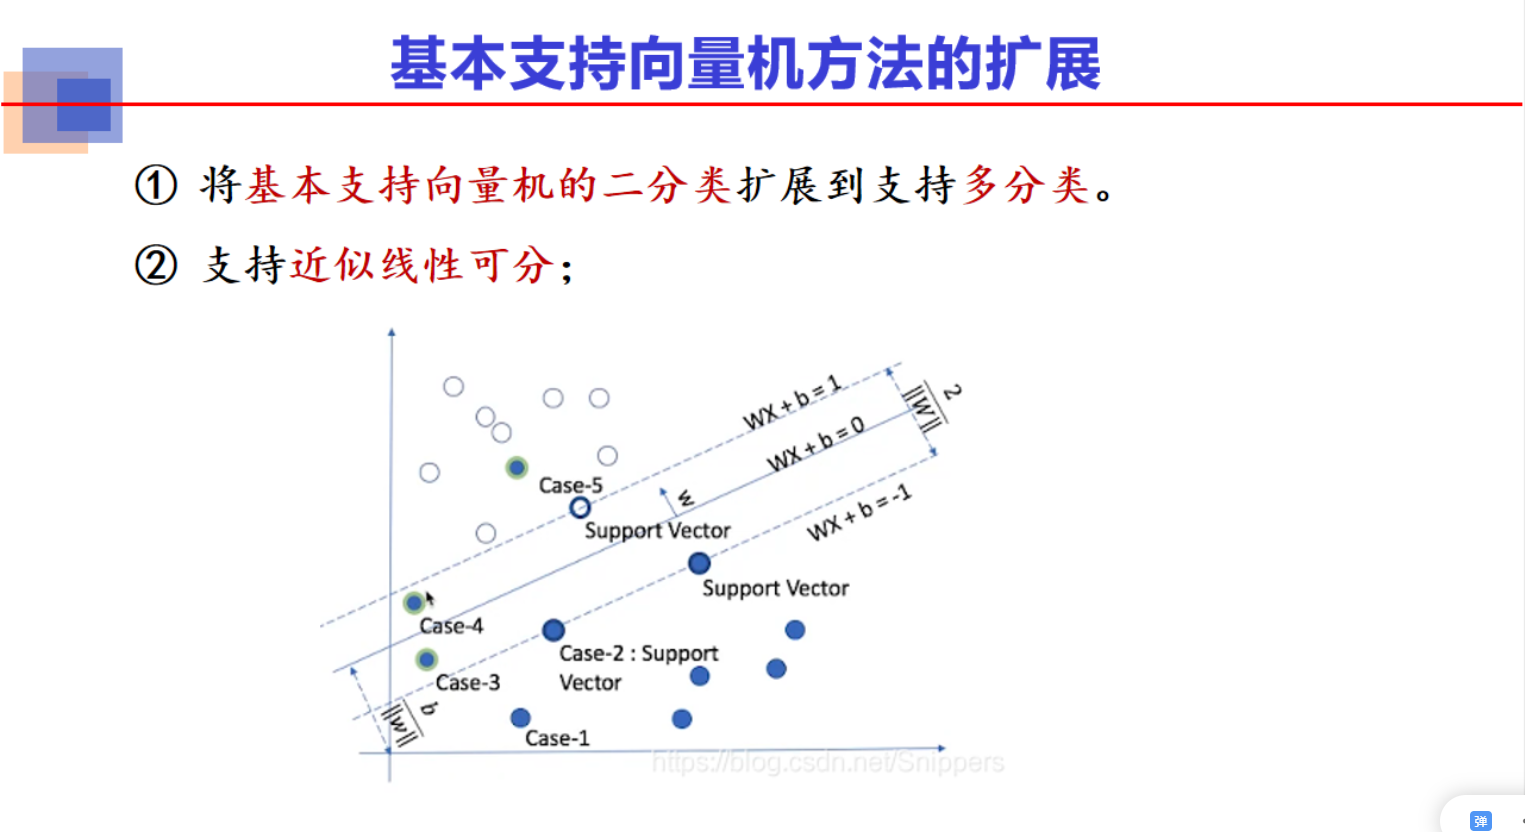 基本支持向量机方法的扩展
① 将基本支持向量机的二分类扩展到支持多分类。
② 支持近似线性可分；
WX + b = 1
2
||W||
WX + b = 0
Case-5
w
Support Vector
WX + b = -1
Support Vector
Case-4
Case-2 : Support
Vector
Case-3
b
||w||
Case-1
https://blog.csdn.net/Snippers
弹